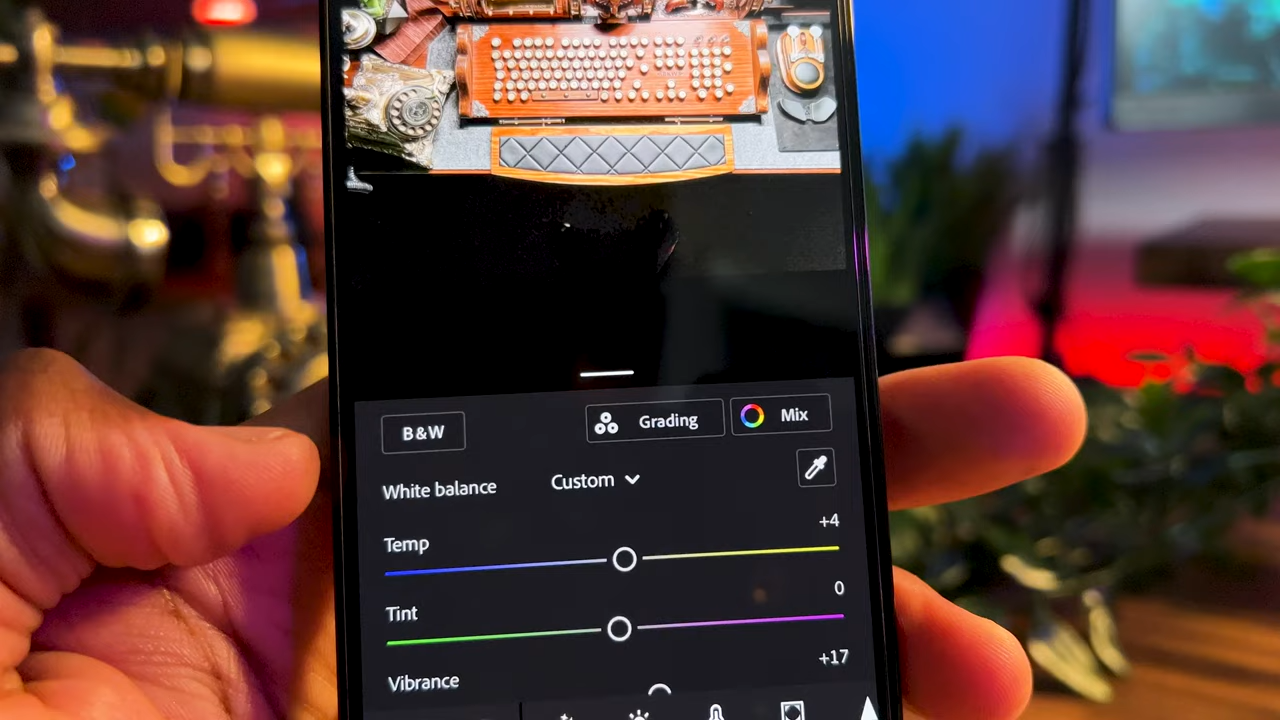 B&W
Grading
Mix
White balance
Custom
+4
Temp
0
Tint
+17
Vibrance